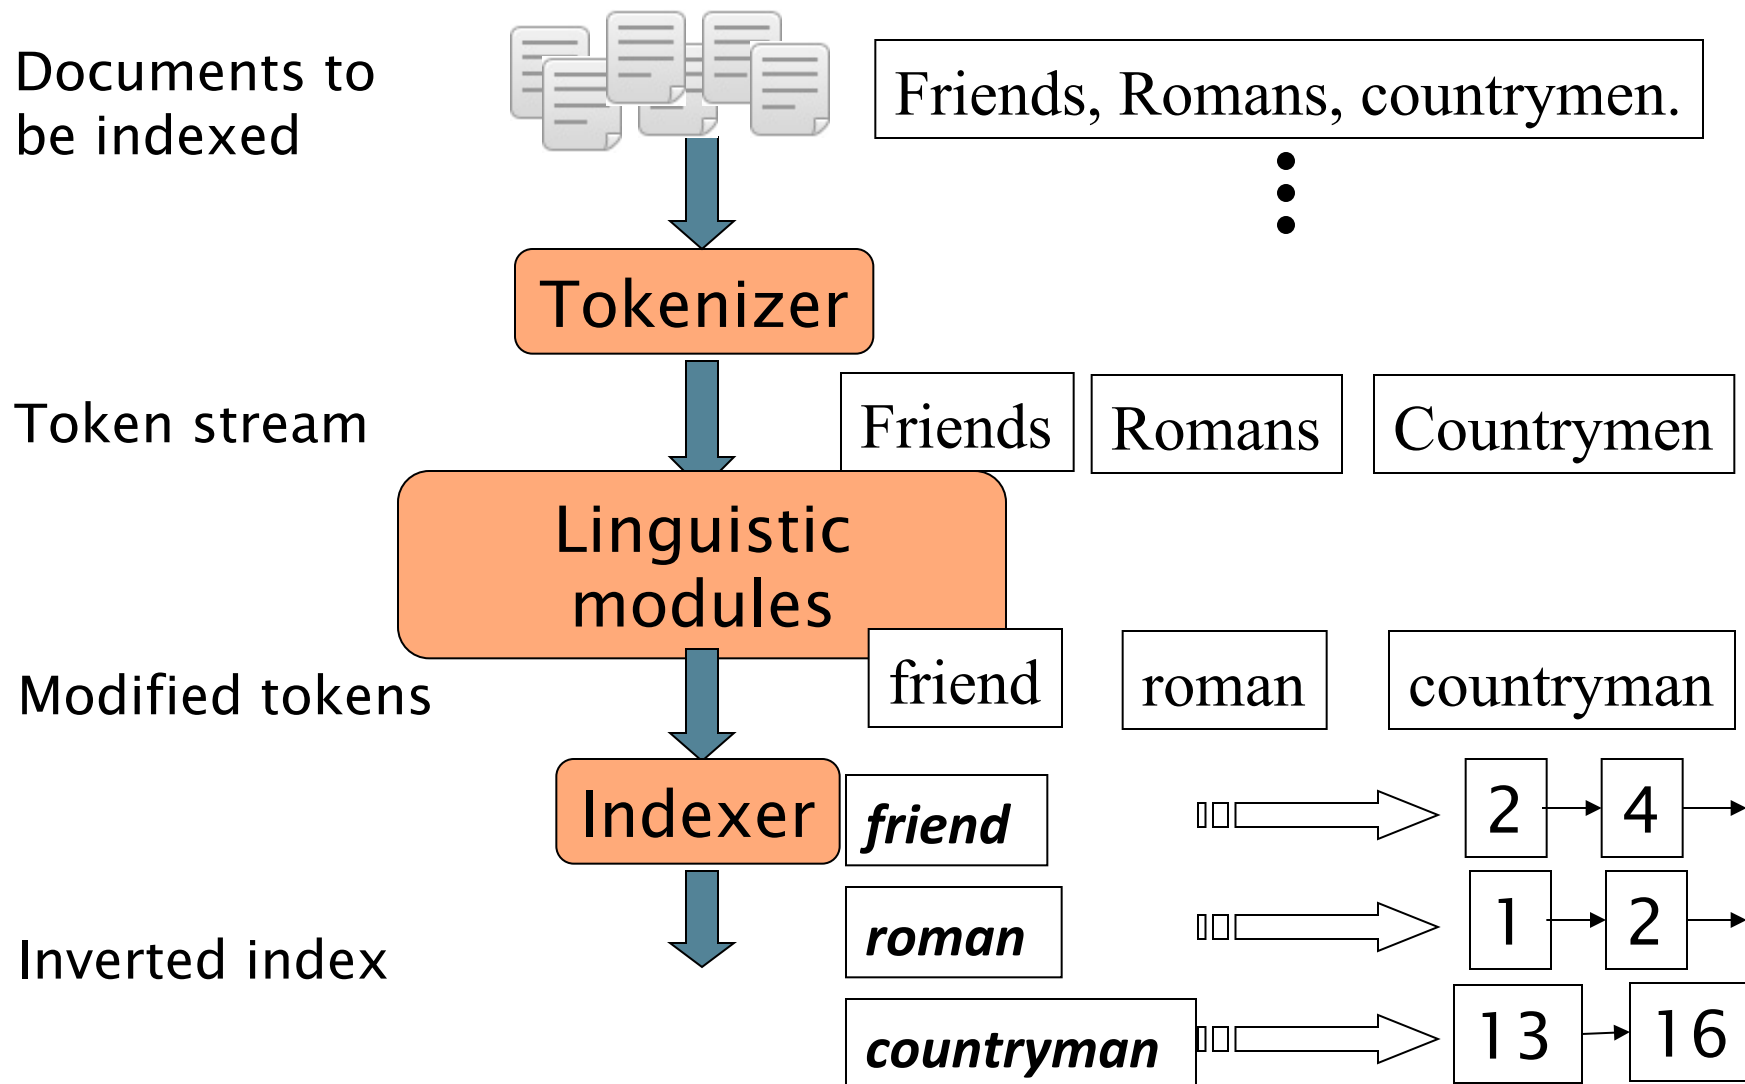 Documents to
be indexed
Friends, Romans, countrymen.
Tokenizer
Token stream
Friends Romans Countrymen
Linguistic
modules
Modified tokens
friend roman countryman
Indexer
friend 2 4
roman 1 2
Inverted index
countryman 13 16